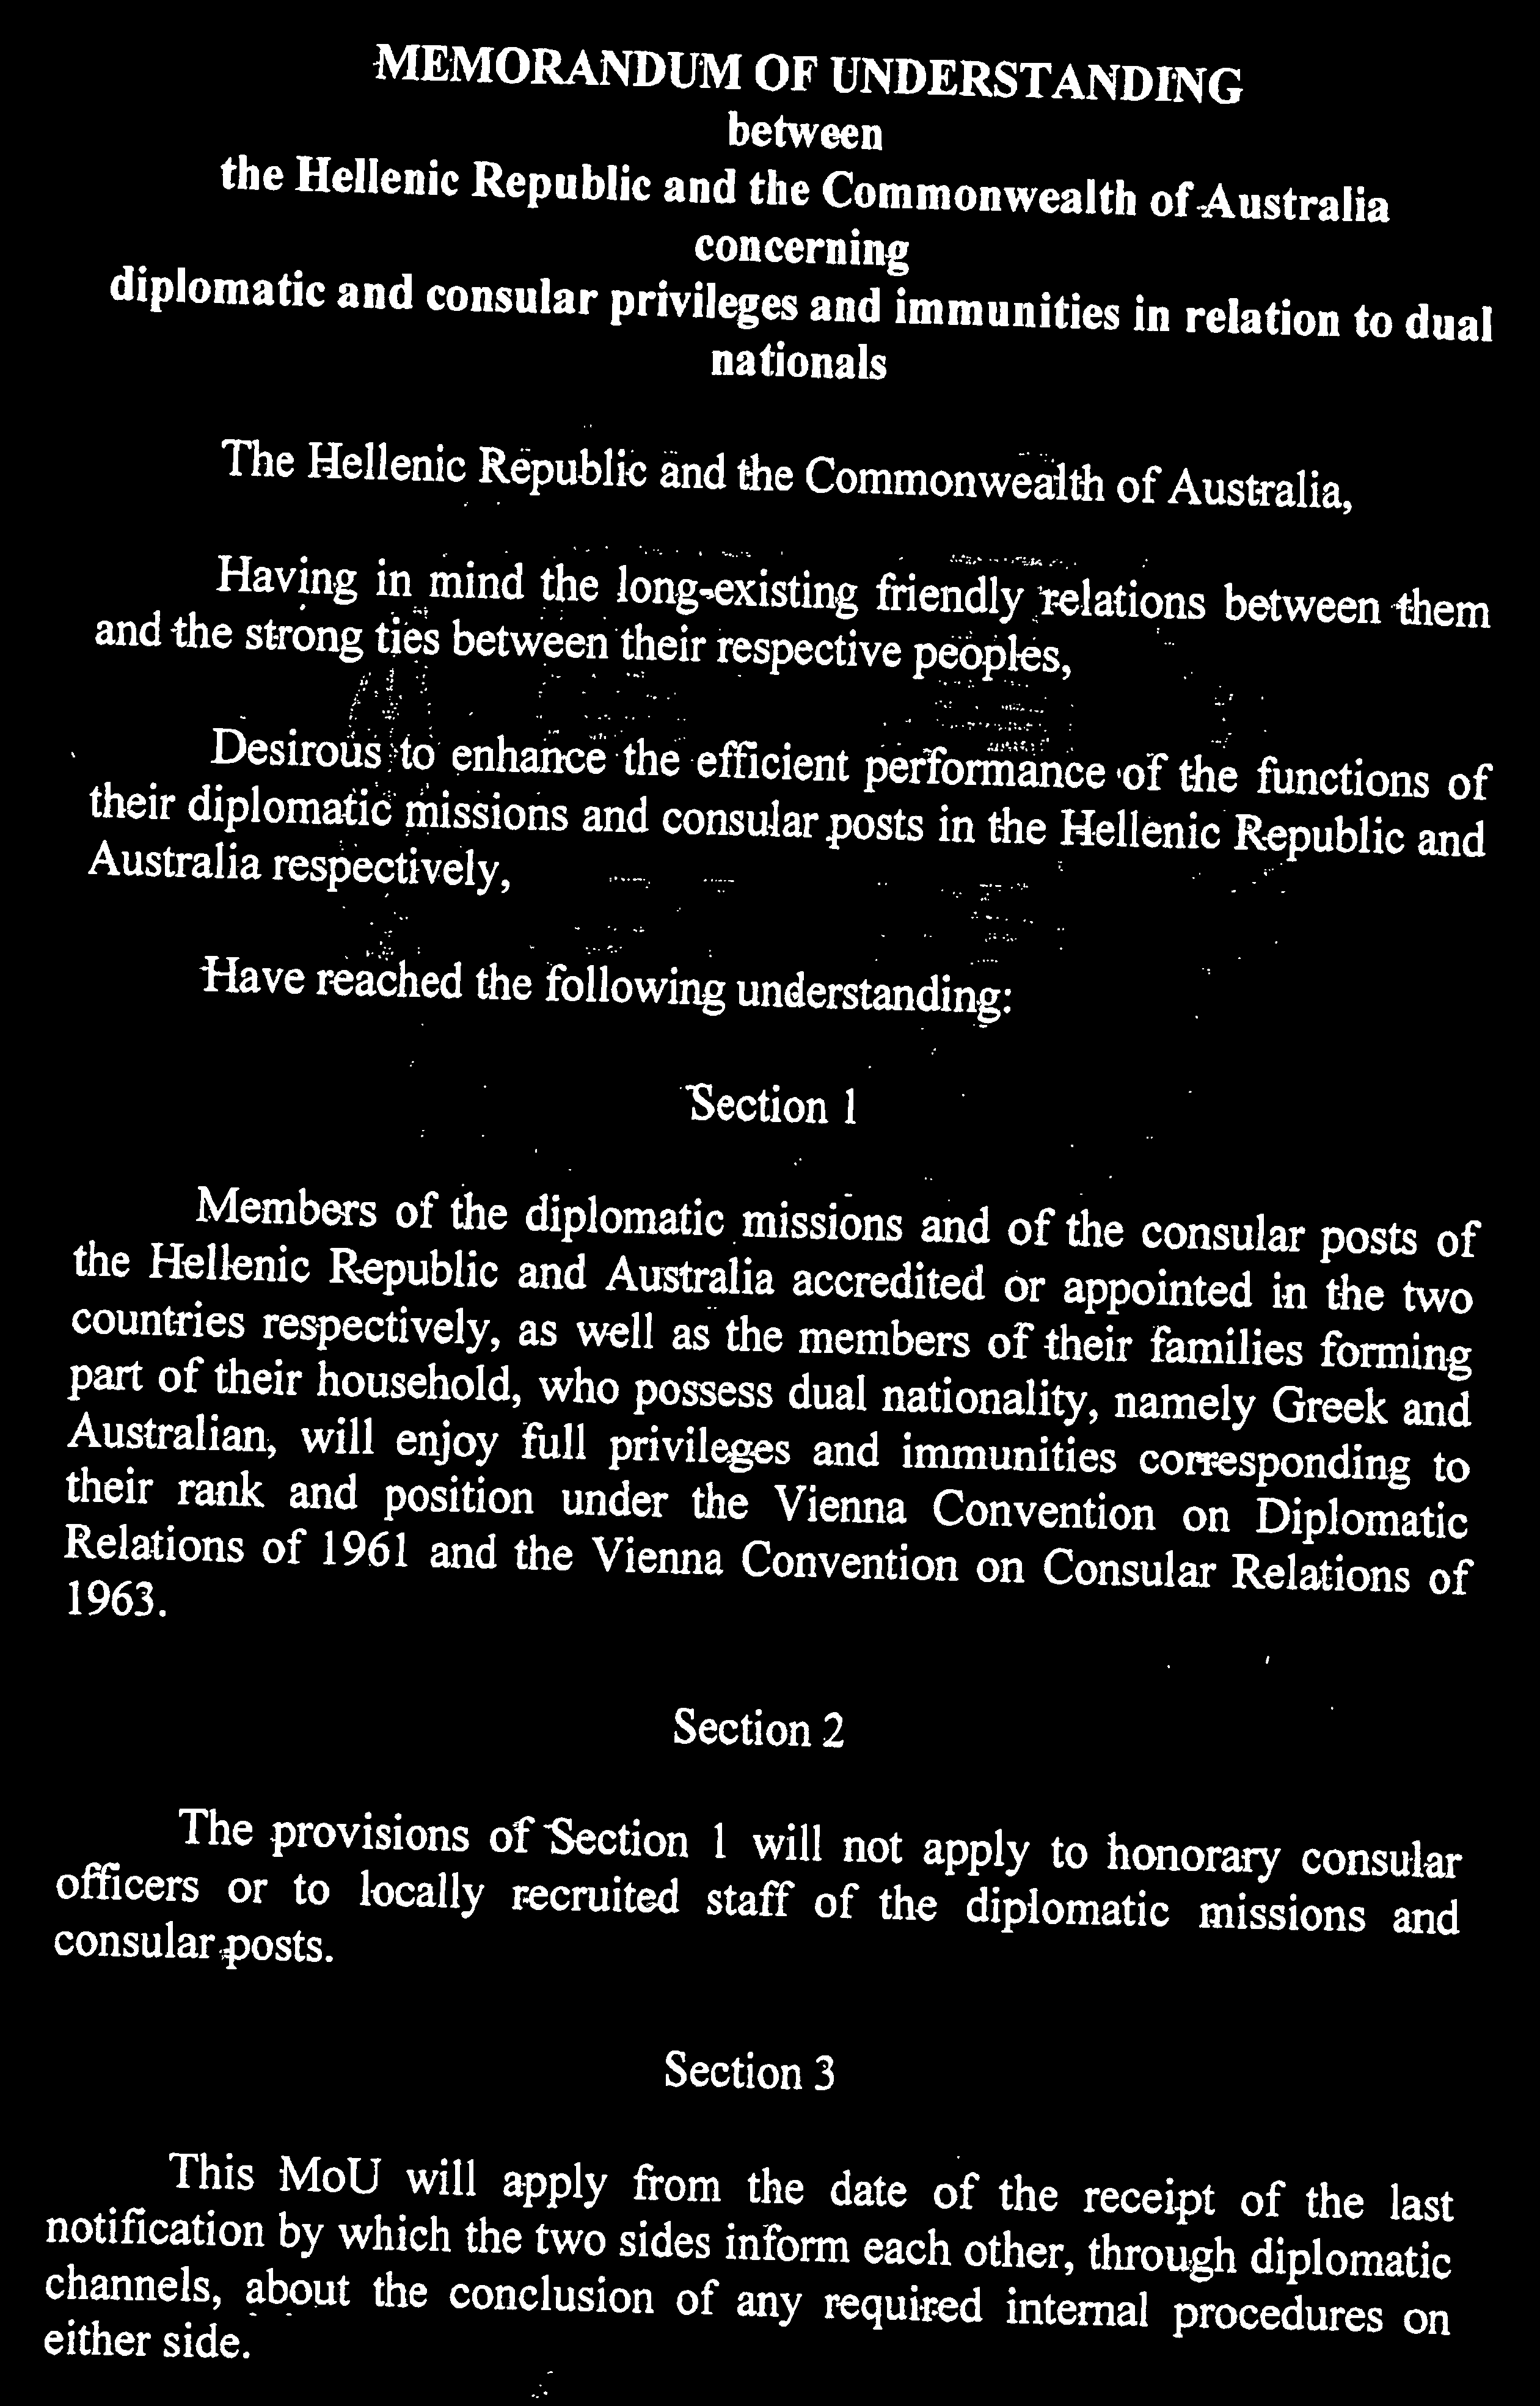 MEMORANDUM OF UNDERSTANDING
between
the Hellenic Republic and the Commonwealth of Australia
concerning
diplomatic and consular privileges and immunities in relation to dual
nationals
The Hellenic Republic and the Commonwealth of Australia,
Having in mind the long-existing friendly relations between them
and the strong ties between their respective peoples,
Desirous to enhance the efficient performance of the functions of
their diplomatic missions and consular posts in the Hellenic Republic and
Australia respectively,
Have reached the following understanding:
Section 1
Members of the diplomatic missions and of the consular posts of
the Hellenic Republic and Australia accredited or appointed in the two
countries respectively, as well as the members of their families forming
part of their household, who possess dual nationality, namely Greek and
Australian, will enjoy full privileges and immunities corresponding to
their rank and position under the Vienna Convention on Diplomatic
Relations of 1961 and the Vienna Convention on Consular Relations of
1963.
Section 2
The provisions of Section 1 will not apply to honorary consular
officers or to locally recruited staff of the diplomatic missions and
consular posts.
Section 3
This MoU will apply from the date of the receipt of the last
notification by which the two sides inform each other, through diplomatic
channels, about the conclusion of any required internal procedures on
either side.